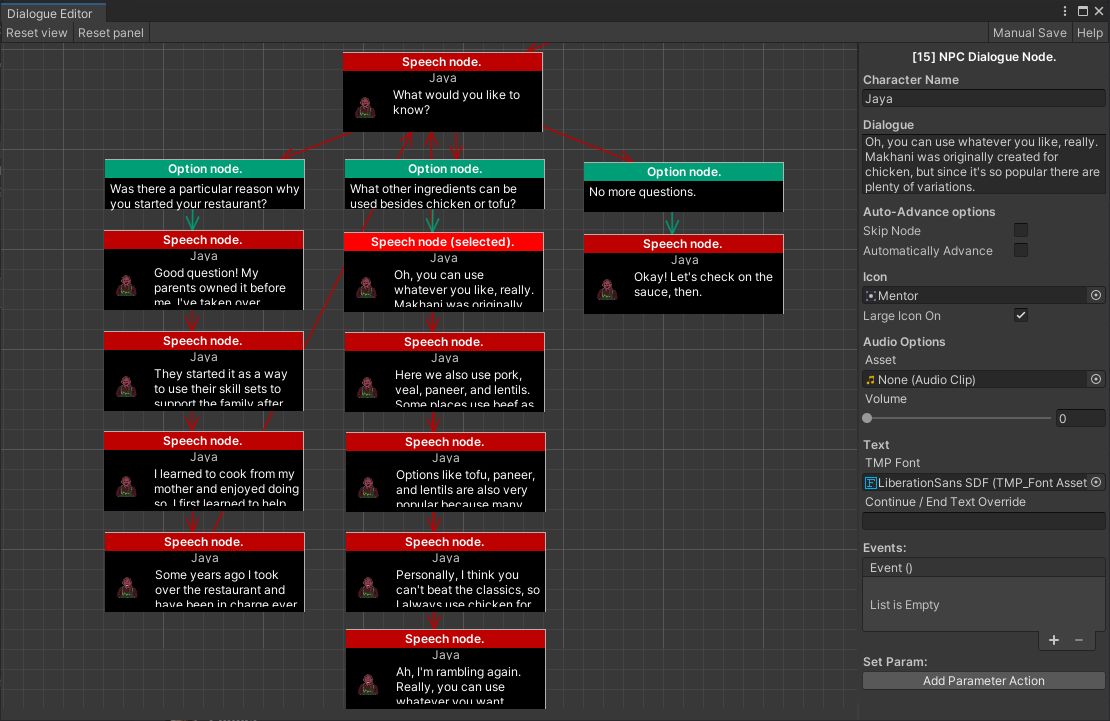 Dialogue Editor
Reset view
Reset panel
Manual Save
Help
Speech node.
Jaya
What would you like to
know?
Option node.
Was there a particular reason why
you started your restaurant?
Speech node.
Jaya
Good question! My
parents owned it before
me. I've taken over
Speech node.
Jaya
They started it as a way
to use their skill sets to
support the family after
Speech node.
Jaya
I learned to cook from my
mother and enjoyed doing
so. I first learned to help
Speech node.
Jaya
Some years ago I took
over the restaurant and
have been in charge ever
Option node.
What other ingredients can be
used besides chicken or tofu?
Speech node (selected).
Jaya
Oh, you can use
whatever you like, really.
Makhani was originally
Speech node.
Jaya
Here we also use pork,
veal, paneer, and lentils.
Some places use beef as
Speech node.
Jaya
Options like tofu, paneer,
and lentils are also very
popular because many
Speech node.
Jaya
Personally, I think you
can't beat the classics, so
I always use chicken for
Speech node.
Jaya
Ah, I'm rambling again.
Really, you can use
whatever you want
Option node.
No more questions.
Speech node.
Jaya
Okay! Let's check on the
sauce, then.
[15] NPC Dialogue Node.
Character Name
Jaya
Dialogue
Oh, you can use whatever you like, really.
Makhani was originally created for
chicken, but since it's so popular there are
plenty of variations.
Auto-Advance options
Skip Node
Automatically Advance
Icon
Mentor
Large Icon On
Audio Options
Asset
None (Audio Clip)
Volume
0
Text
TMP Font
LiberationSans SDF (TMP_Font Asset
Continue / End Text Override
Events:
Event ()
List is Empty
+ −
Set Param:
Add Parameter Action